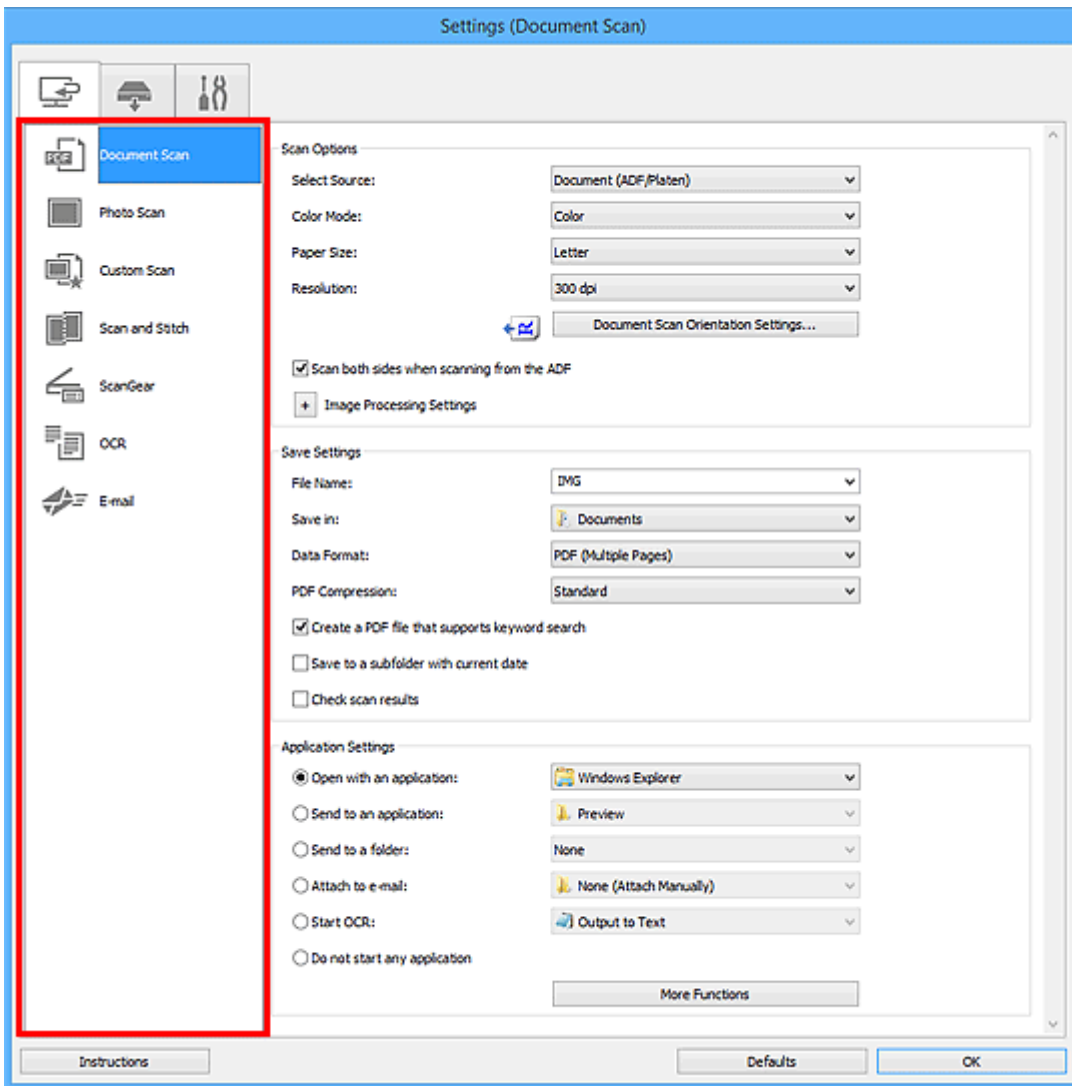 Settings (Document Scan)
PDF
Document Scan
Photo Scan
Custom Scan
Scan and Stitch
ScanGear
OCR
E-mail
Scan Options
Select Source: Document (ADF/Platen)
Color Mode: Color
Paper Size: Letter
Resolution: 300 dpi
R Document Scan Orientation Settings...
Scan both sides when scanning from the ADF
+ Image Processing Settings
Save Settings
File Name: IMG
Save in: Documents
Data Format: PDF (Multiple Pages)
PDF Compression: Standard
Create a PDF file that supports keyword search
Save to a subfolder with current date
Check scan results
Application Settings
Open with an application: Windows Explorer
Send to an application: Preview
Send to a folder: None
Attach to e-mail: None (Attach Manually)
Start OCR: Output to Text
Do not start any application
More Functions
Instructions Defaults OK